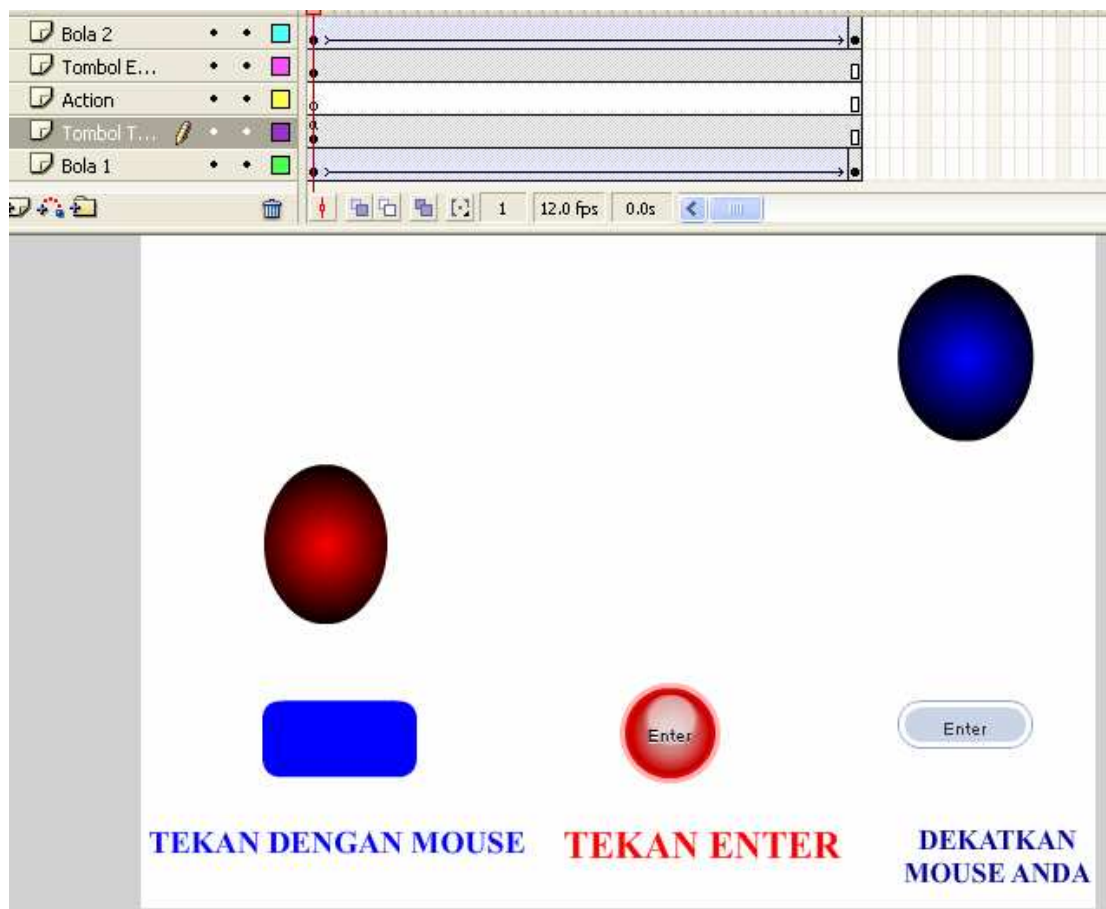 Bola 2
Tombol E...
Action
Tombol T...
Bola 1
1 12.0 fps 0.0s
Enter
Enter
TEKAN DENGAN MOUSE
TEKAN ENTER
DEKATKAN
MOUSE ANDA